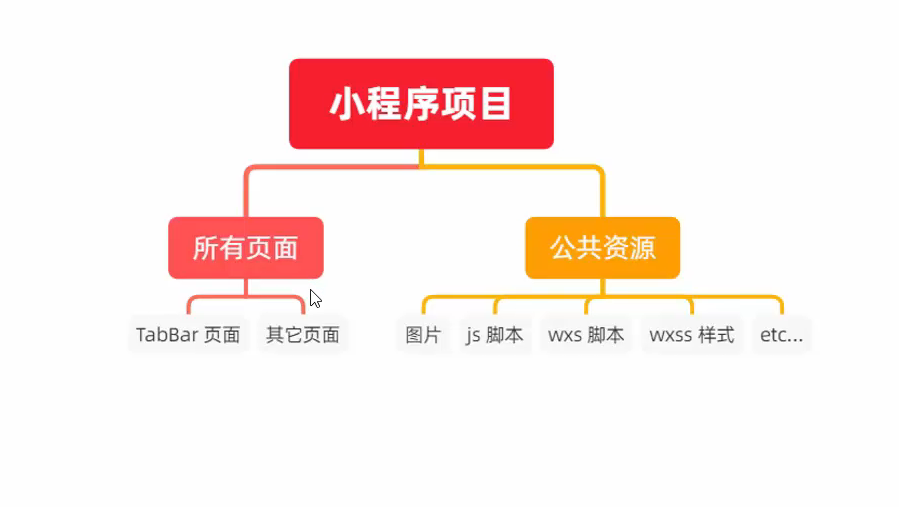 小程序项目
所有页面
公共资源
TabBar 页面
其它页面
图片
js 脚本
wxs 脚本
wxss 样式
etc...